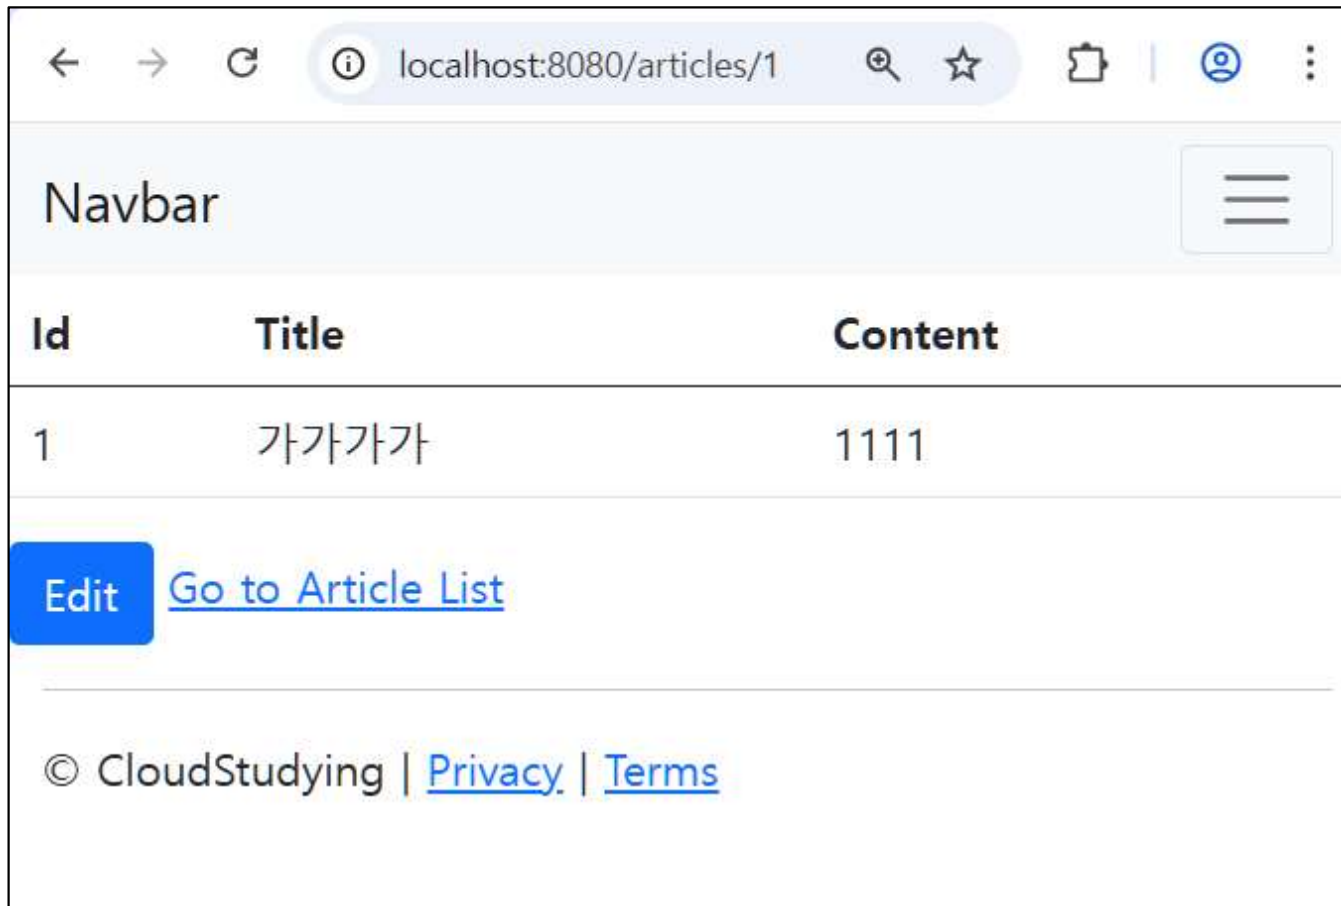 localhost:8080/articles/1
Navbar
Id Title Content
1 가가가가 1111
Edit Go to Article List
© CloudStudying | Privacy | Terms